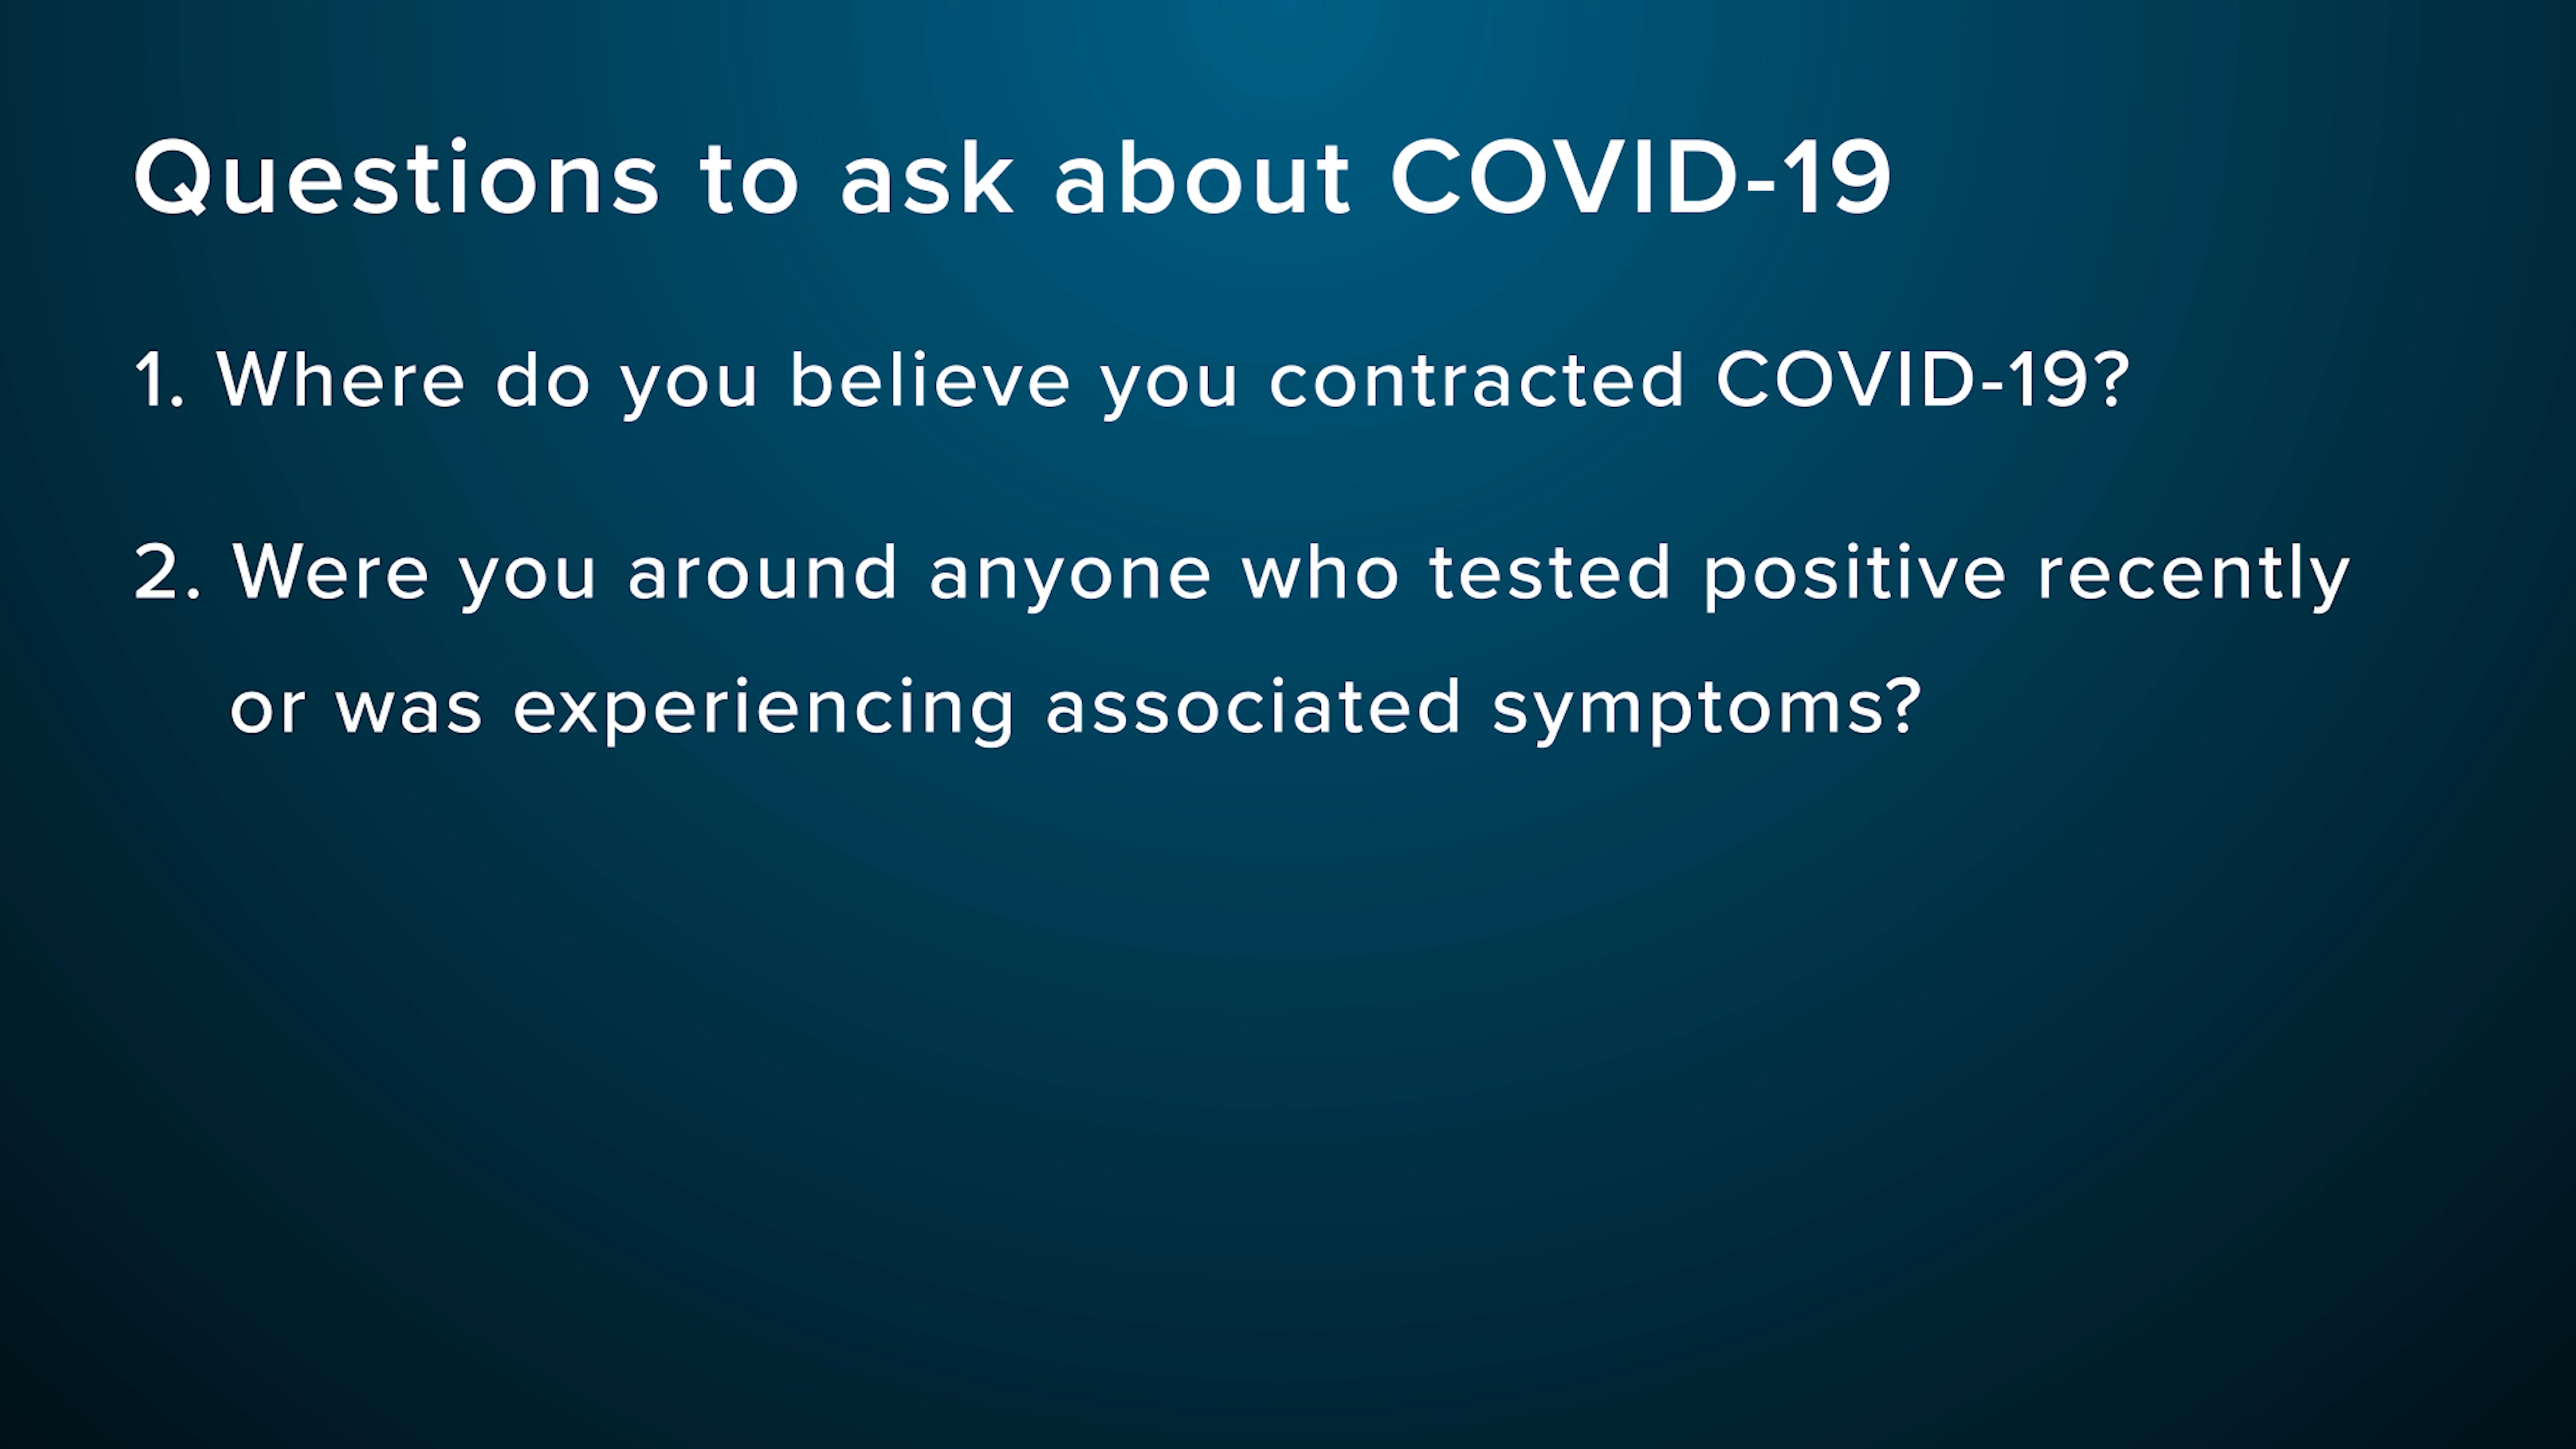 Questions to ask about COVID-19
1. Where do you believe you contracted COVID-19?
2. Were you around anyone who tested positive recently
or was experiencing associated symptoms?